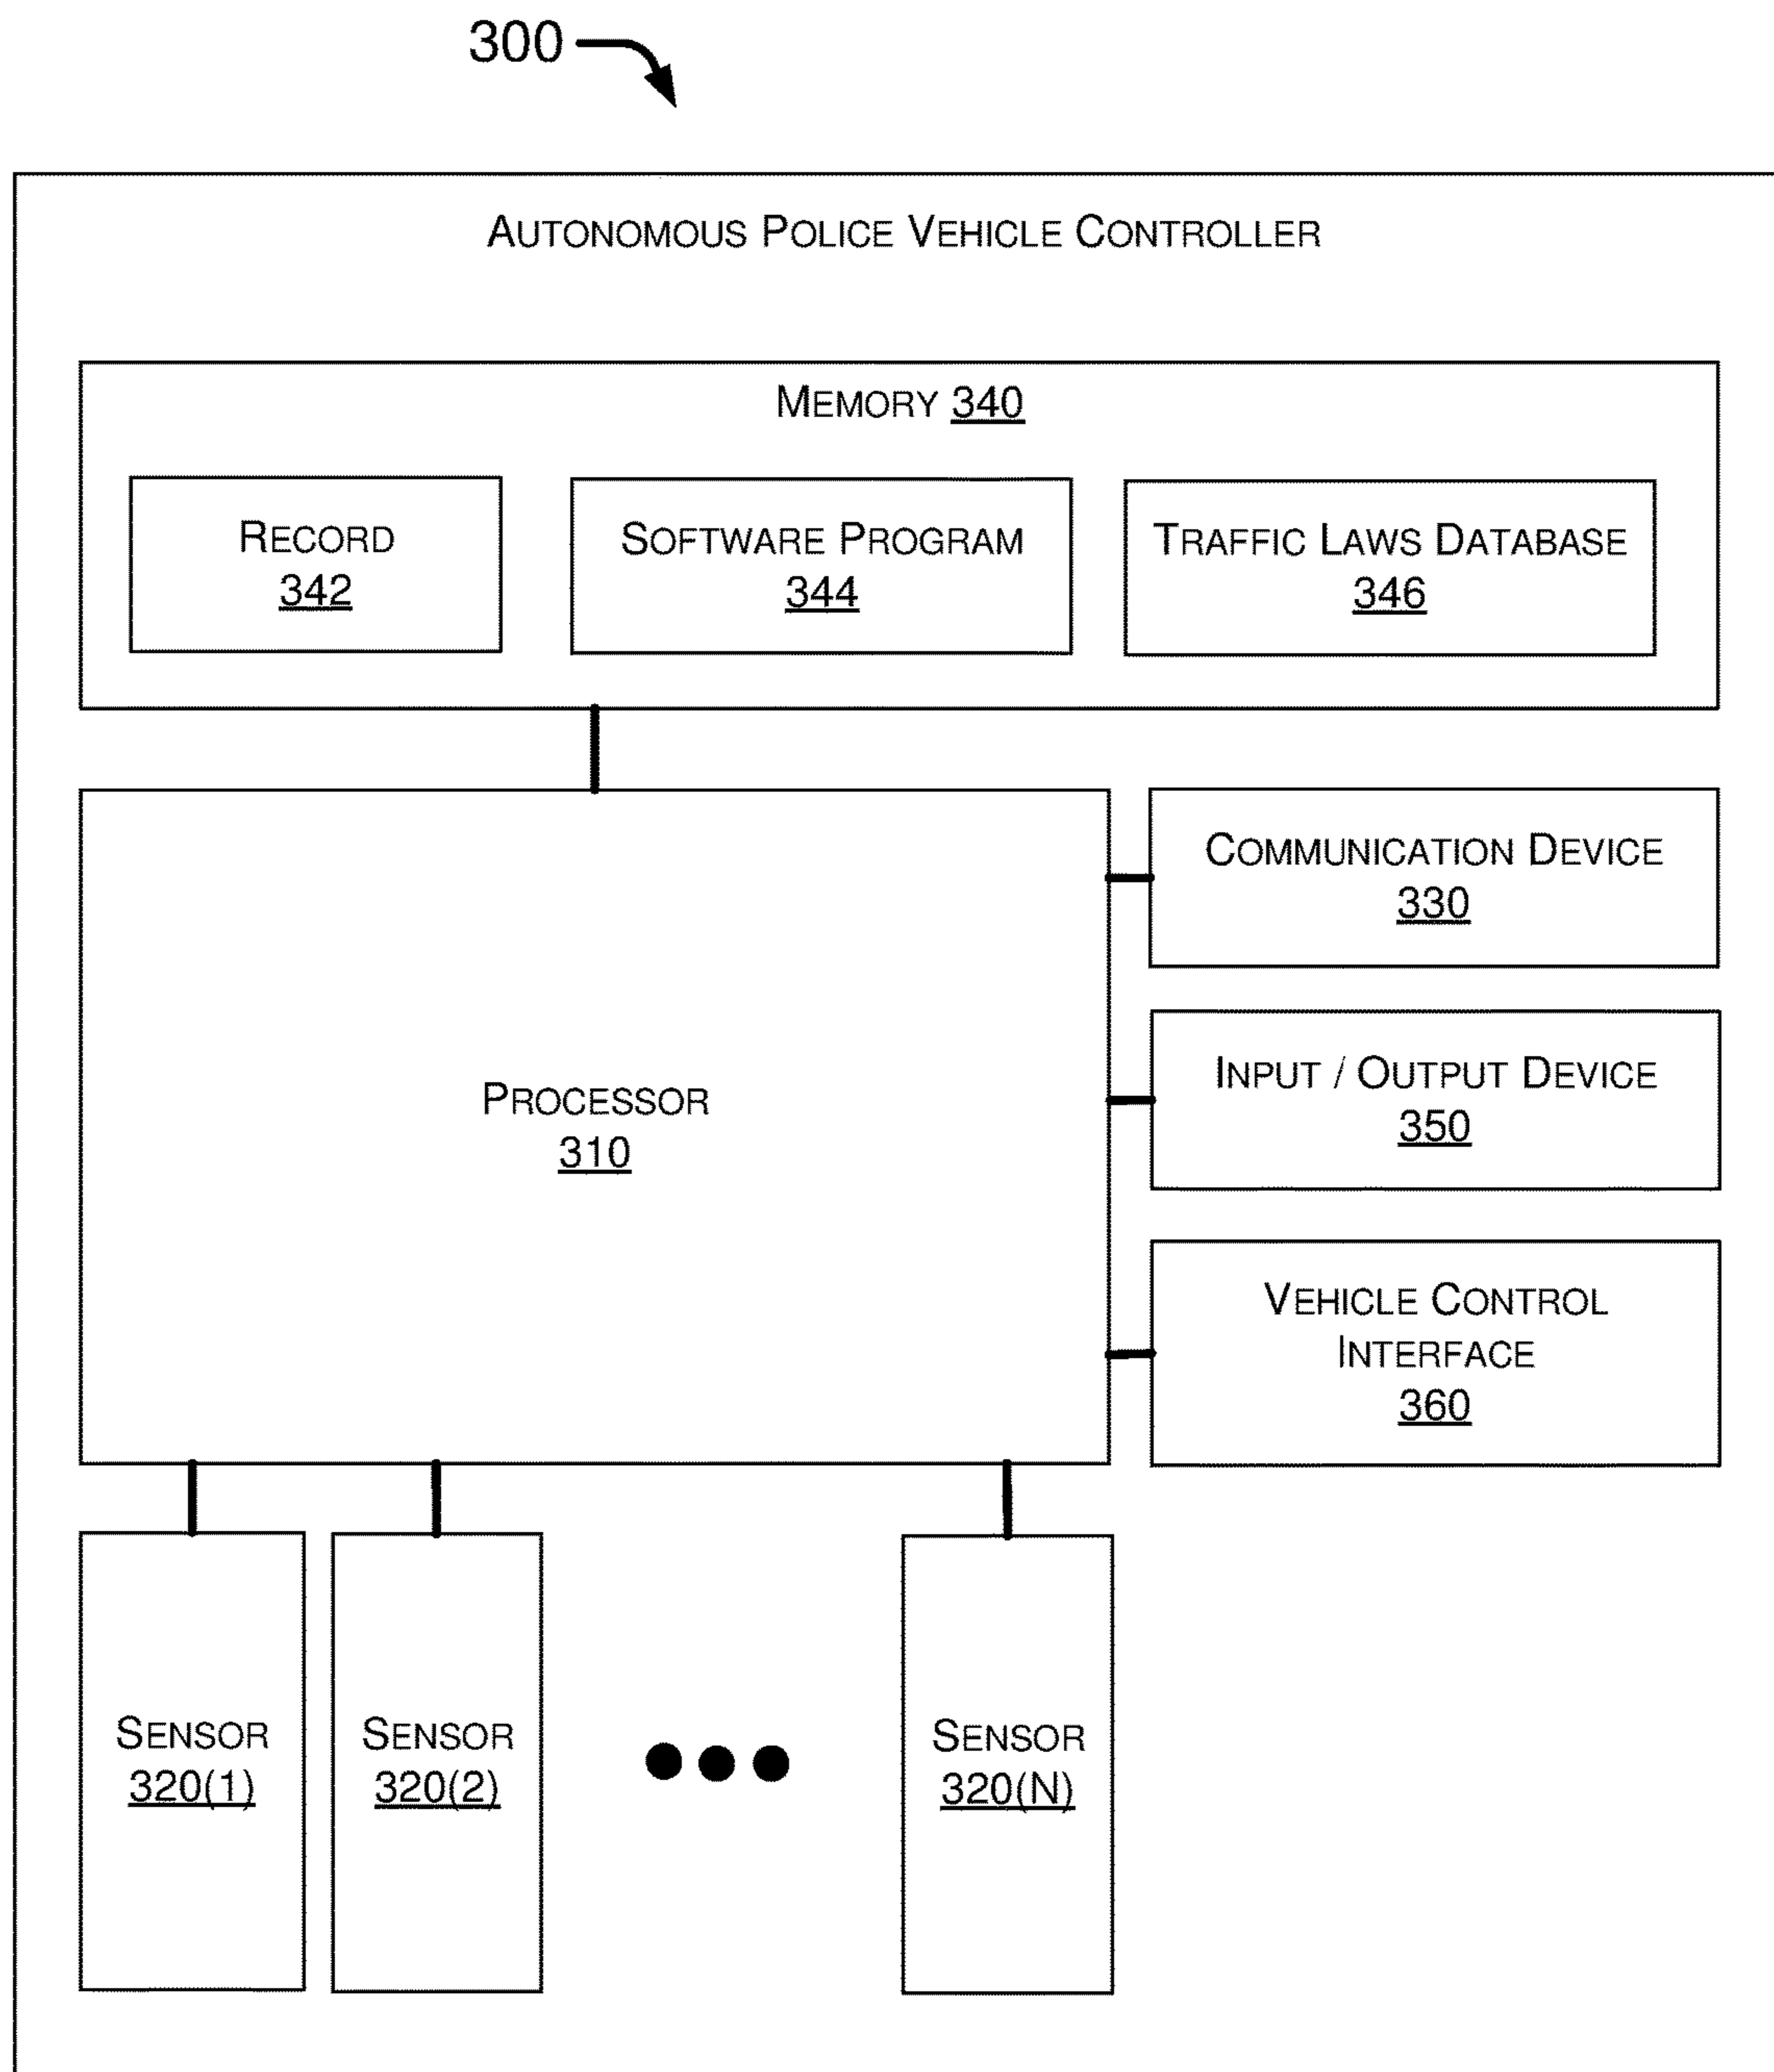 300
AUTONOMOUS POLICE VEHICLE CONTROLLER
MEMORY 340
RECORD
342
SOFTWARE PROGRAM
344
TRAFFIC LAWS DATABASE
346
PROCESSOR
310
COMMUNICATION DEVICE
330
INPUT / OUTPUT DEVICE
350
VEHICLE CONTROL
INTERFACE
360
SENSOR
320(1)
SENSOR
320(2)
SENSOR
320(N)